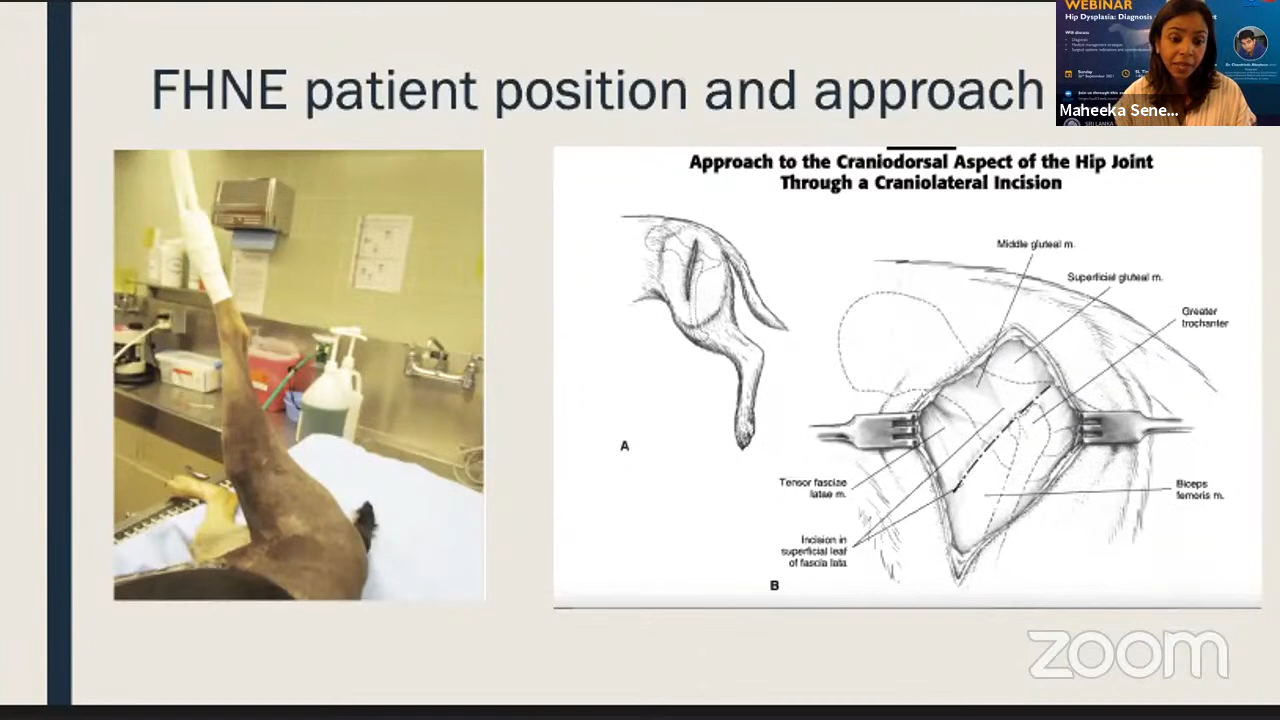 FHNE patient position and approach
WEBINAR
Hip Dysplasia: Diagnosis
Maheeka Sene...
Approach to the Craniodorsal Aspect of the Hip Joint
Through a Craniolateral Incision
Middle gluteal m.
Superficial gluteal m.
Greater
trochanter
A
Tensor fasciae
latae m.
Biceps
femoris m.
Incision in
superficial leaf
of fascia lata
B
zoom